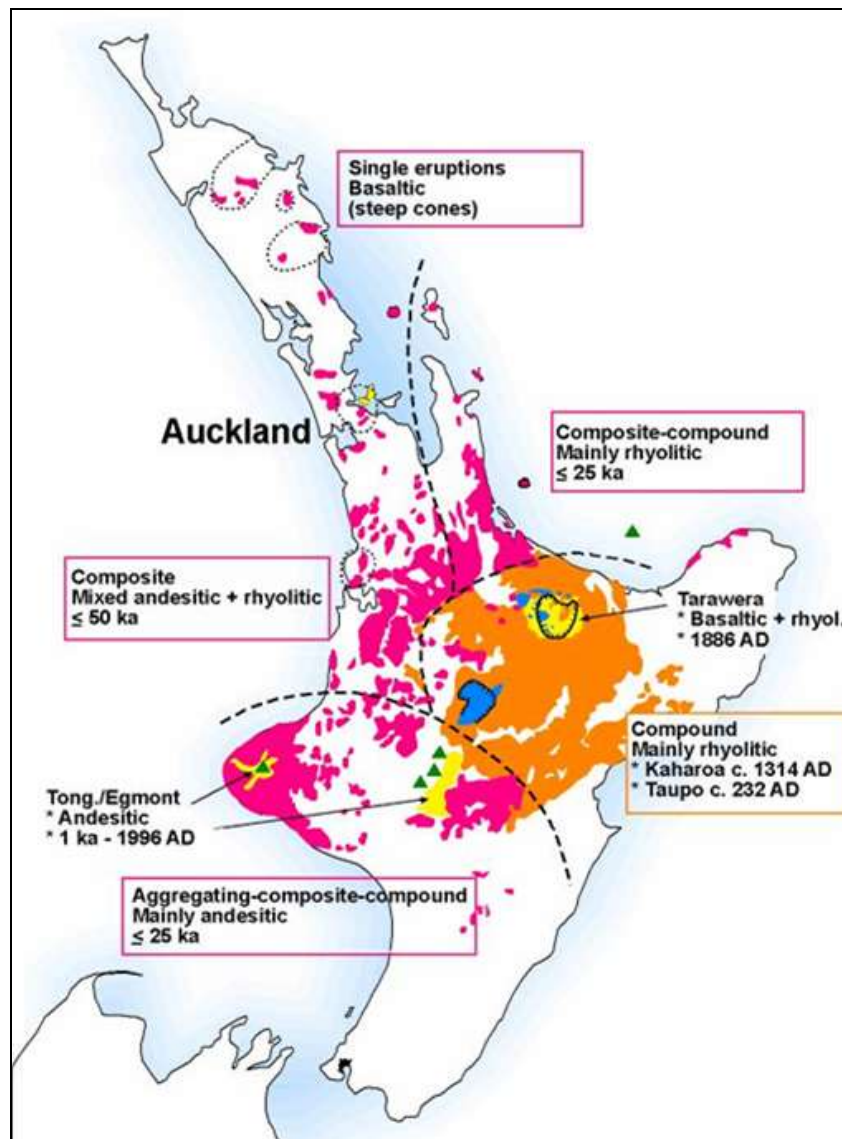 Single eruptions
Basaltic
(steep cones)
Auckland
Composite-compound
Mainly rhyolitic
≤ 25 ka
Composite
Mixed andesitic + rhyolitic
≤ 50 ka
Tarawera
* Basaltic + rhyol.
* 1886 AD
Compound
Mainly rhyolitic
* Kaharoa c. 1314 AD
* Taupo c. 232 AD
Tong./Egmont
* Andesitic
* 1 ka - 1996 AD
Aggregating-composite-compound
Mainly andesitic
≤ 25 ka